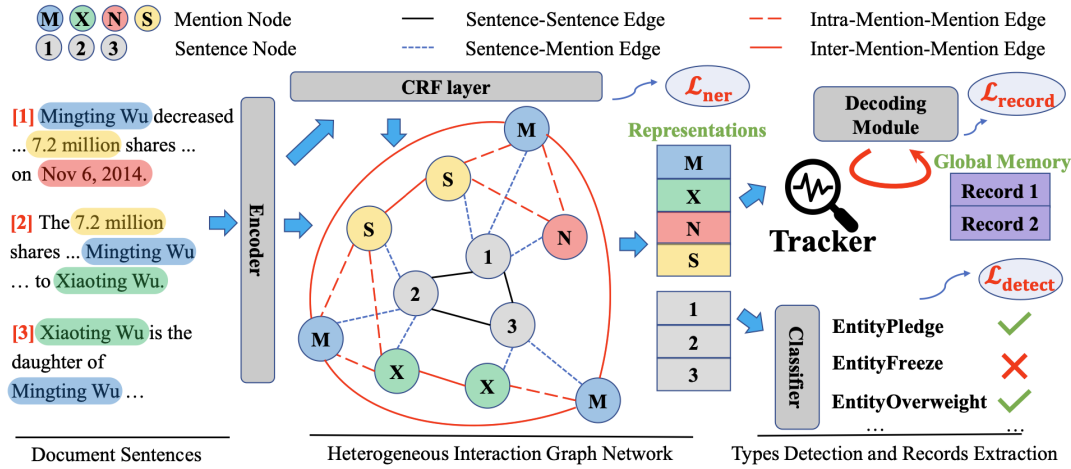 M X N S Mention Node
1 2 3 Sentence Node
Sentence-Sentence Edge
Sentence-Mention Edge
Intra-Mention-Mention Edge
Inter-Mention-Mention Edge
[1] Mingting Wu decreased
... 7.2 million shares ...
on Nov 6, 2014.
[2] The 7.2 million
shares ... Mingting Wu
... to Xiaoting Wu.
[3] Xiaoting Wu is the
daughter of
Mingting Wu ...
Document Sentences
Encoder
CRF layer
ℒner
M
S
S
N
1
2
3
M
X
X
M
Heterogeneous Interaction Graph Network
Representations
M
X
N
S
1
2
3
Decoding
Module
ℒrecord
Global Memory
Record 1
Record 2
Tracker
ℒdetect
Classifier
EntityPledge
EntityFreeze
EntityOverweight
... ...
Types Detection and Records Extraction